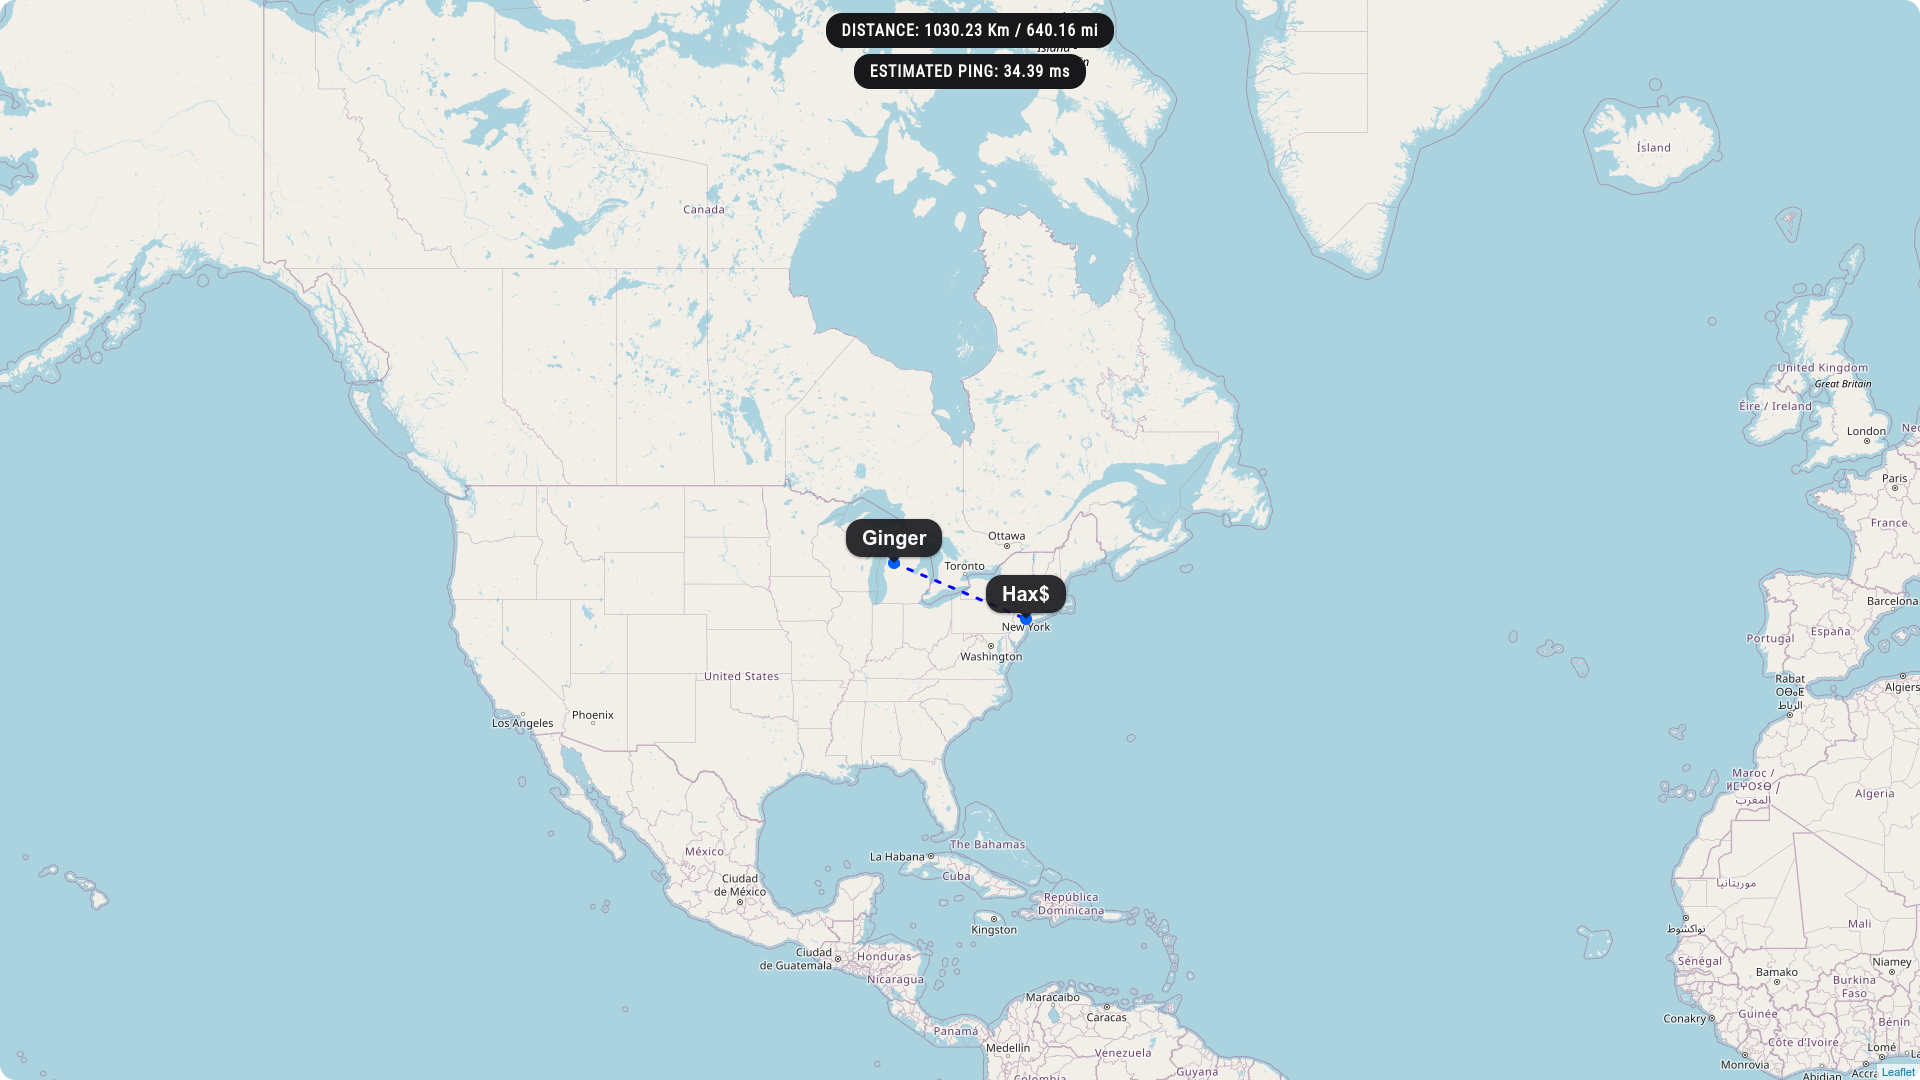 DISTANCE: 1030.23 Km / 640.16 mi
ESTIMATED PING: 34.39 ms
Ísland
Canada
United Kingdom
Great Britain
Éire / Ireland
London
Paris
France
Ginger
Ottawa
Toronto
Hax$
New York
Washington
United States
Los Angeles
Phoenix
Barcelona
Portugal
España
Rabat
ⵔⴱⴰⵟ
الرباط
Algiers
Maroc /
ⵍⵎⵖⵔⵉⴱ /
المغرب
Algeria
The Bahamas
México
La Habana
Cuba
Ciudad
de México
República
Dominicana
Kingston
موريتانيا
نواكشوط
Mali
Ciudad
de Guatemala
Honduras
Nicaragua
Sénégal
Bamako
Niamey
Burkina
Faso
Maracaibo
Caracas
Conakry
Guinée
Bénin
Panamá
Medellín
Venezuela
Côte d'Ivoire
Lomé
Monrovia
Guyana
Colombia
Abidjan
Leaflet